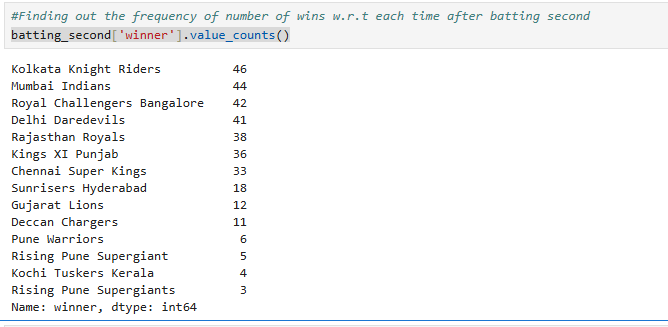 #Finding out the frequency of number of wins w.r.t each time after batting second
batting_second['winner'].value_counts()
Kolkata Knight Riders 46
Mumbai Indians 44
Royal Challengers Bangalore 42
Delhi Daredevils 41
Rajasthan Royals 38
Kings XI Punjab 36
Chennai Super Kings 33
Sunrisers Hyderabad 18
Gujarat Lions 12
Deccan Chargers 11
Pune Warriors 6
Rising Pune Supergiant 5
Kochi Tuskers Kerala 4
Rising Pune Supergiants 3
Name: winner, dtype: int64